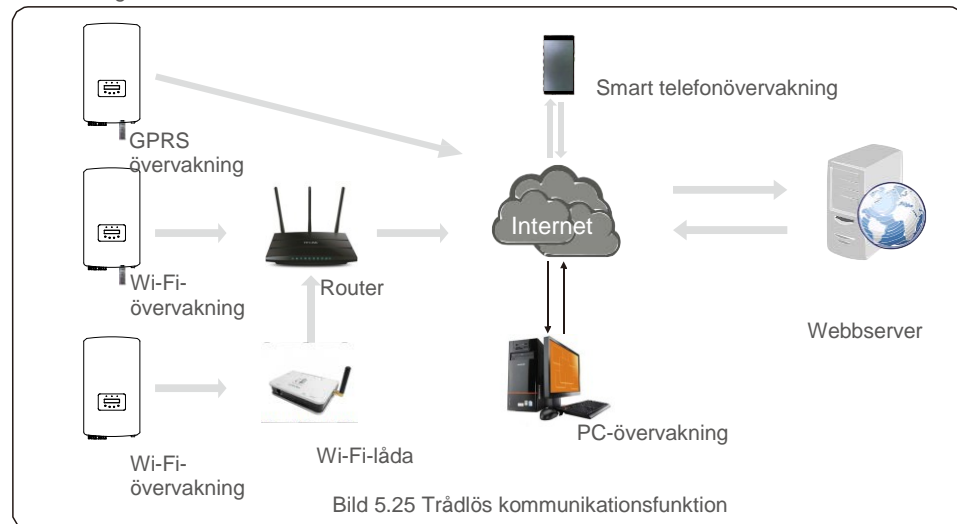 GPRS
övervakning
Smart telefonövervakning
Internet
Wi-Fi-
övervakning
Router
Webbserver
Wi-Fi-
övervakning
Wi-Fi-låda
PC-övervakning
Bild 5.25 Trådlös kommunikationsfunktion